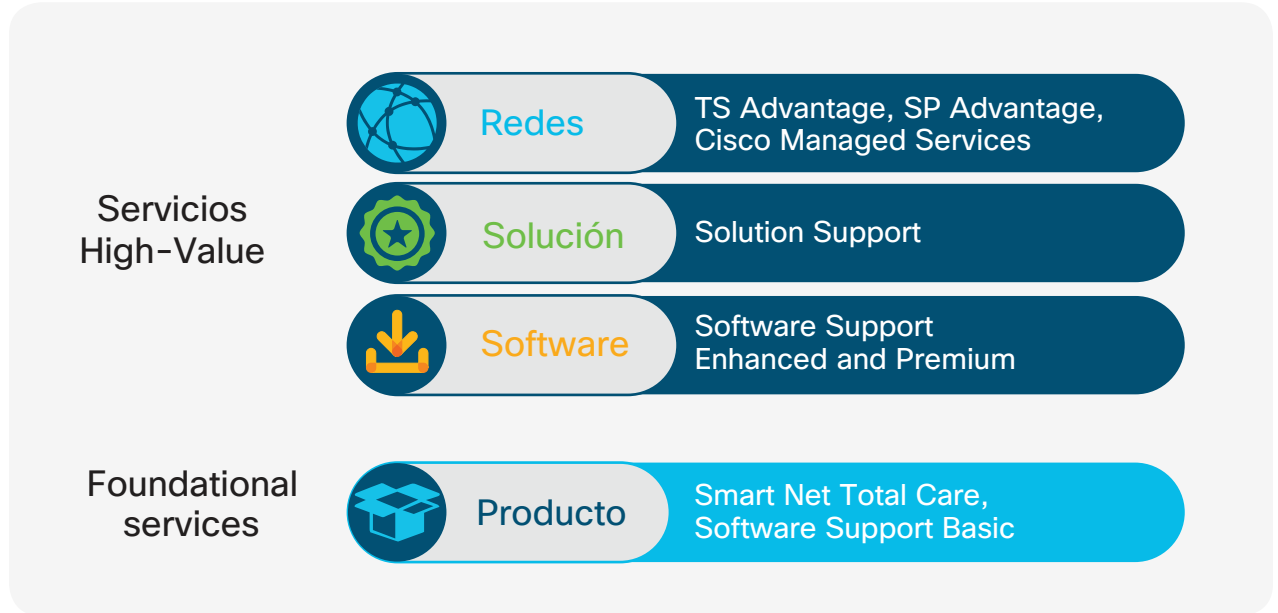 Servicios
High-Value
Redes
TS Advantage, SP Advantage,
Cisco Managed Services
Solución
Solution Support
Software
Software Support
Enhanced and Premium
Foundational
services
Producto
Smart Net Total Care,
Software Support Basic